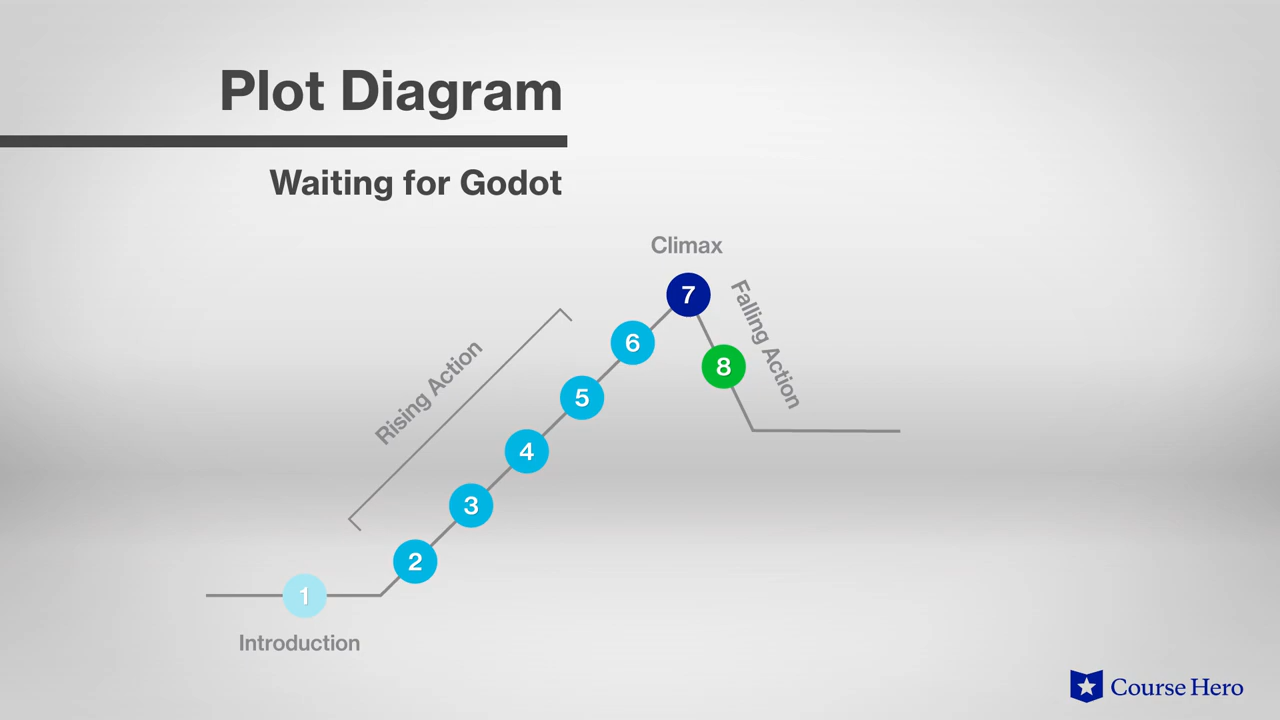 Plot Diagram
Waiting for Godot
Climax
7
Falling Action
6
8
Rising Action
5
4
3
2
1
Introduction
Course Hero